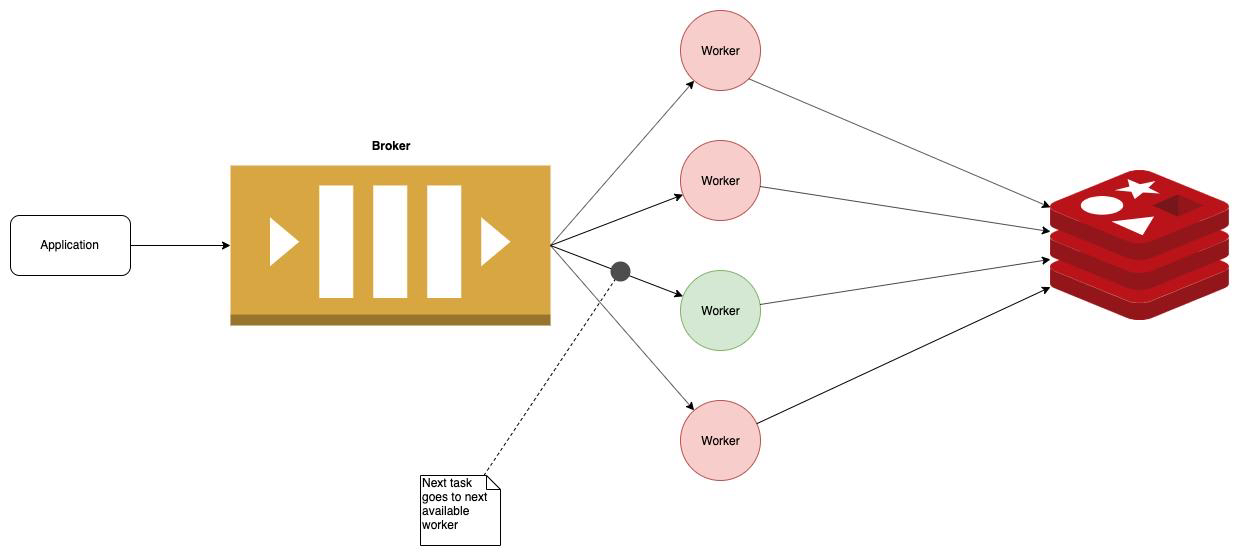 Worker
Broker
Worker
Application
Worker
Worker
Next task
goes to next
available
worker